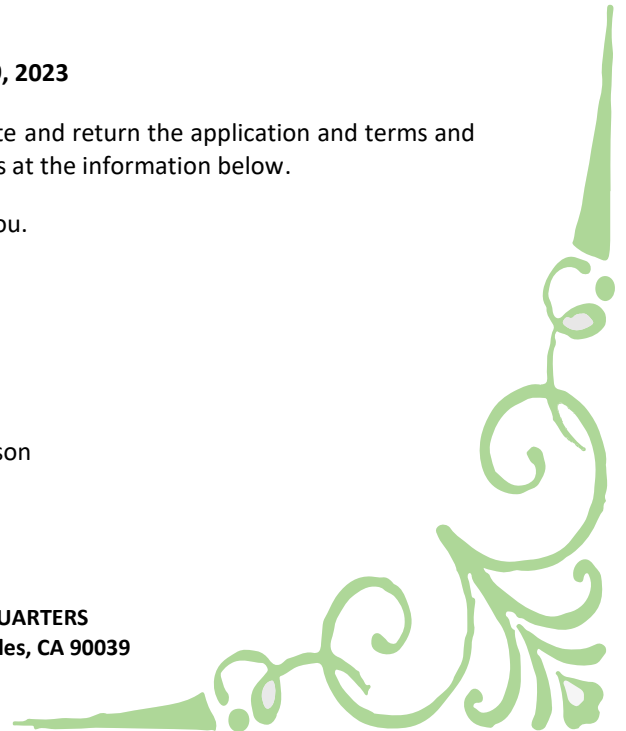 , 2023
te and return the application and terms and
s at the information below.
ou.
son
UARTERS
les, CA 90039